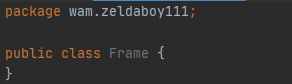 package wam.zeldaboy111;
public class Frame {
}